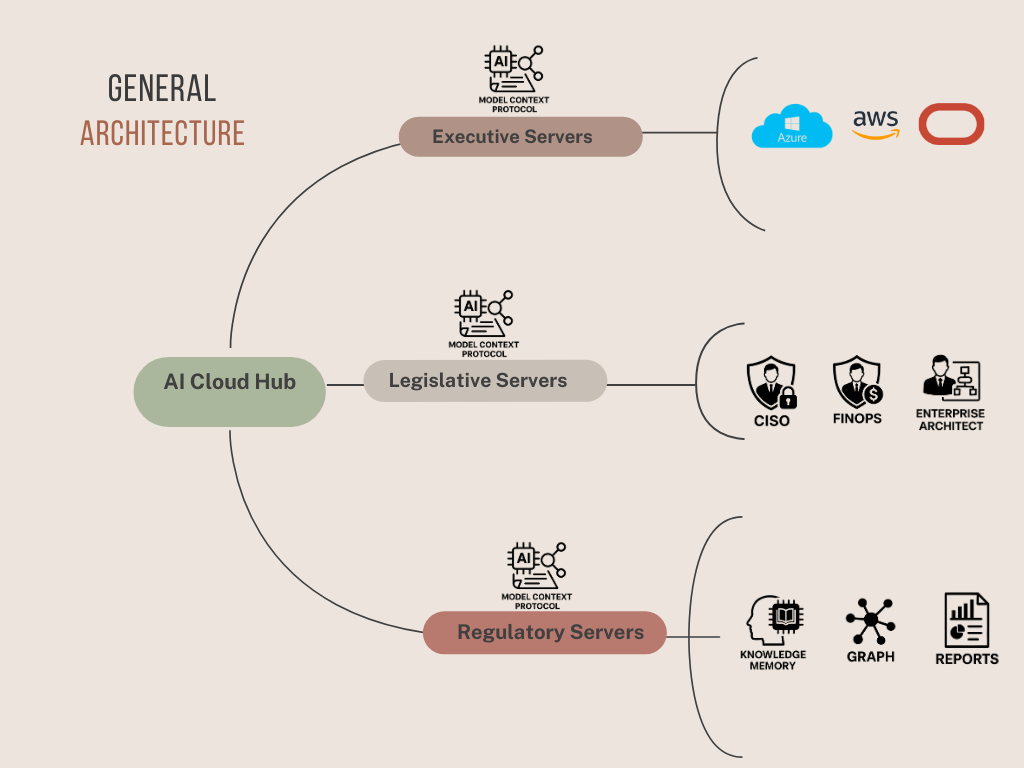 GENERAL
ARCHITECTURE
AI
MODEL CONTEXT
PROTOCOL
Executive Servers
Azure
aws
AI
MODEL CONTEXT
PROTOCOL
AI Cloud Hub
Legislative Servers
CISO
$
FINOPS
ENTERPRISE
ARCHITECT
AI
MODEL CONTEXT
PROTOCOL
Regulatory Servers
KNOWLEDGE
MEMORY
GRAPH
REPORTS